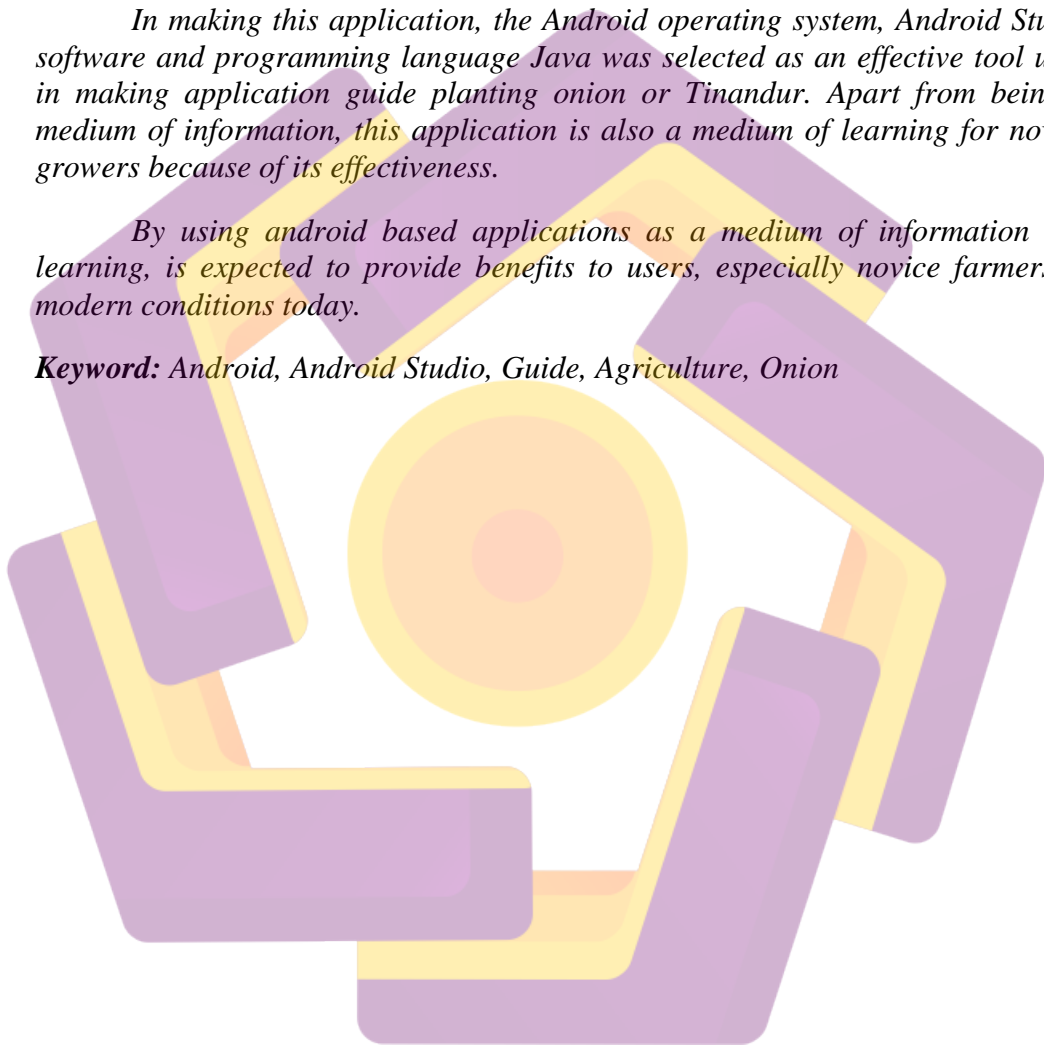 In making this application, the Android operating system, Android Stu
software and programming language Java was selected as an effective tool u
in making application guide planting onion or Tinandur. Apart from bein
medium of information, this application is also a medium of learning for nov
growers because of its effectiveness.
By using android based applications as a medium of information
learning, is expected to provide benefits to users, especially novice farmers
modern conditions today.
Keyword: Android, Android Studio, Guide, Agriculture, Onion